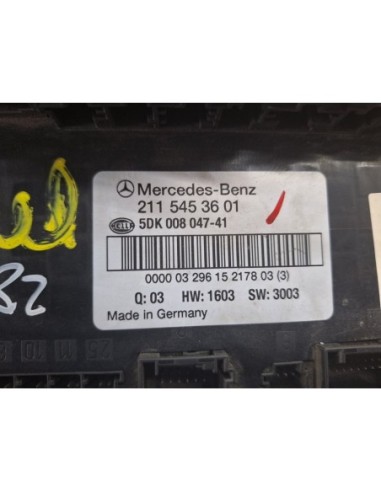 Mercedes-Benz
211 545 36 01
HELLA 5DK 008 047-41
0000 03 296 15 2178 03 (3)
Q: 03 HW: 1603 SW: 3003
Made in Germany